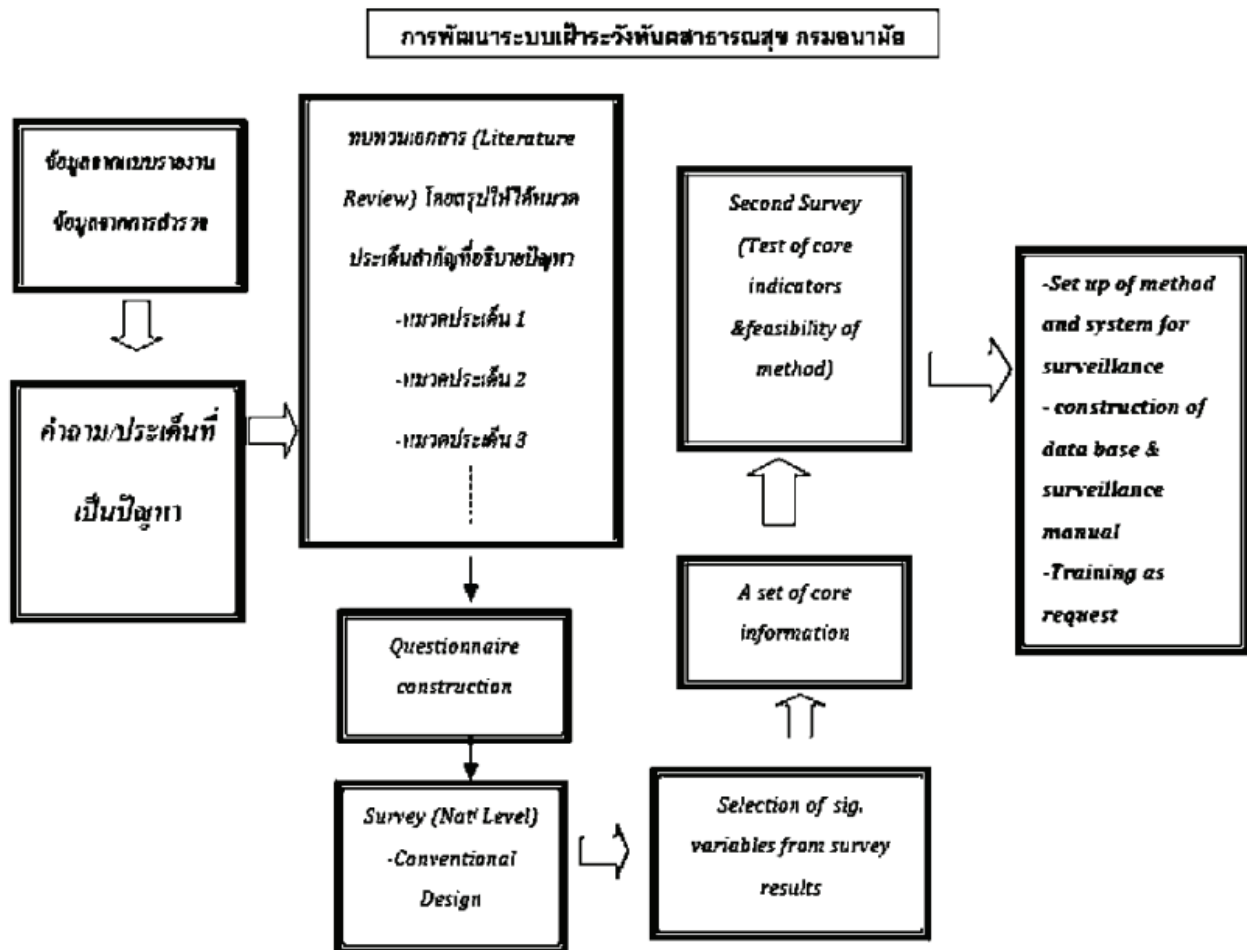 การพัฒนาระบบเฝ้าระวังทันตสาธารณสุข กรมอนามัย
ข้อมูลจากแบบรายงาน
ข้อมูลจากการสำรวจ
คำถาม/ประเด็นที่
เป็นปัญหา
ทบทวนเอกสาร (Literature
Review) โดยสรุปให้ได้หมวด
ประเด็นสำคัญที่อธิบายปัญหา
-หมวดประเด็น 1
-หมวดประเด็น 2
-หมวดประเด็น 3
Questionnaire
construction
Survey (Nat' Level)
-Conventional
Design
Selection of sig.
variables from survey
results
A set of core
information
Second Survey
(Test of core
indicators
&feasibility of
method)
-Set up of method
and system for
surveillance
- construction of
data base &
surveillance
manual
-Training as
request